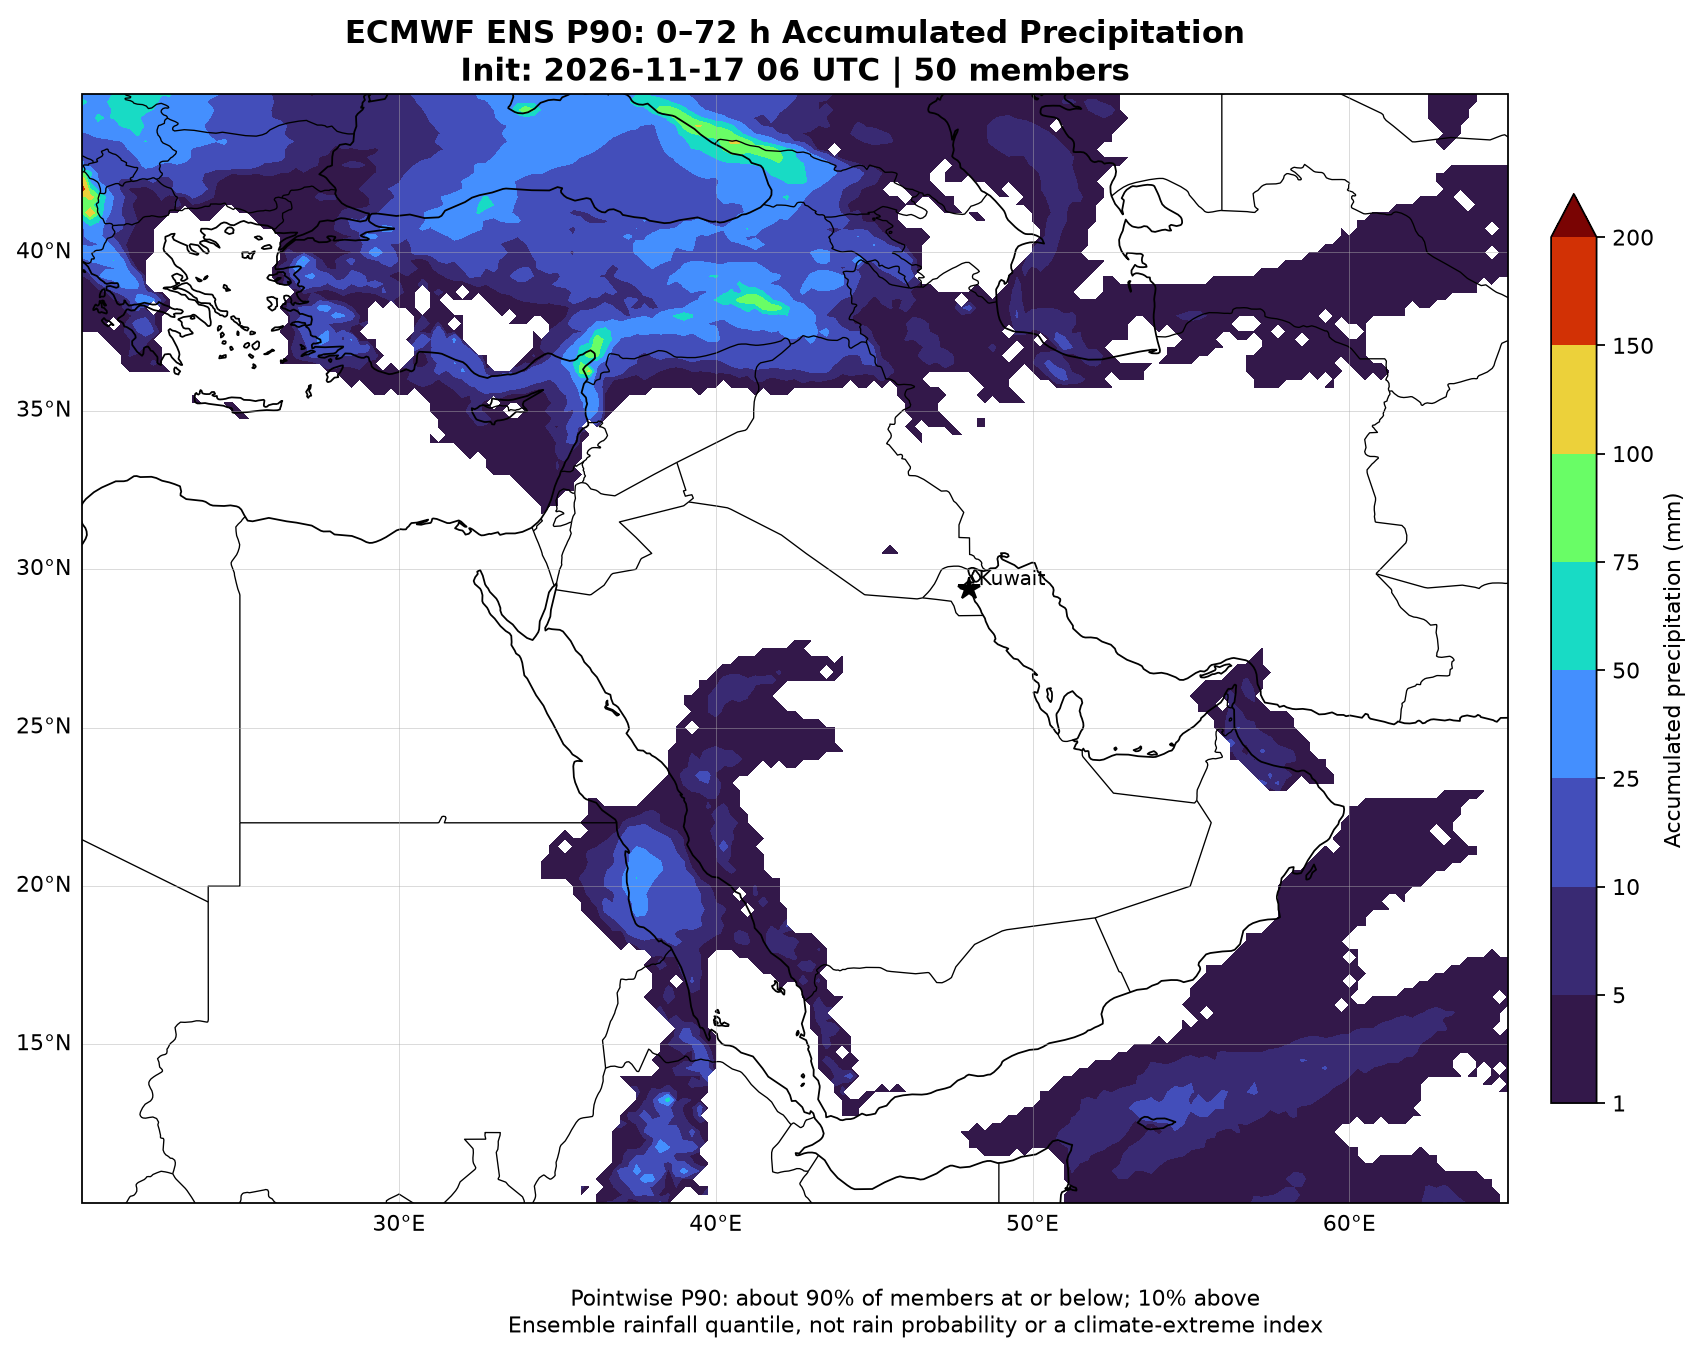 ECMWF ENS P90: 0–72 h Accumulated Precipitation
Init: 2026-11-17 06 UTC | 50 members
40°N
35°N
30°N
25°N
20°N
15°N
Kuwait
30°E
40°E
50°E
60°E
200
150
100
75
50
25
10
5
1
Accumulated precipitation (mm)
Pointwise P90: about 90% of members at or below; 10% above
Ensemble rainfall quantile, not rain probability or a climate-extreme index